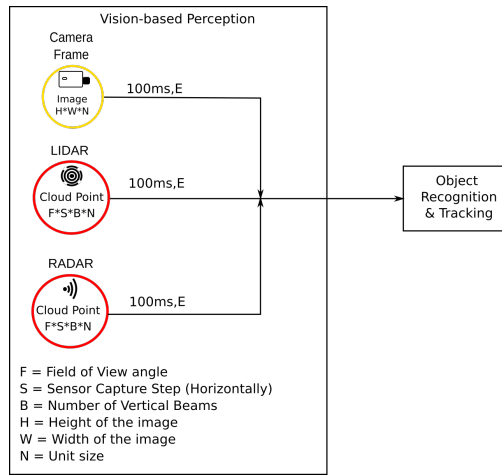 Vision-based Perception
Camera
Frame
Image
H*W*N
100ms,E
LIDAR
Cloud Point
F*S*B*N
100ms,E
Object
Recognition
& Tracking
RADAR
Cloud Point
F*S*B*N
100ms,E
F = Field of View angle
S = Sensor Capture Step (Horizontally)
B = Number of Vertical Beams
H = Height of the image
W = Width of the image
N = Unit size